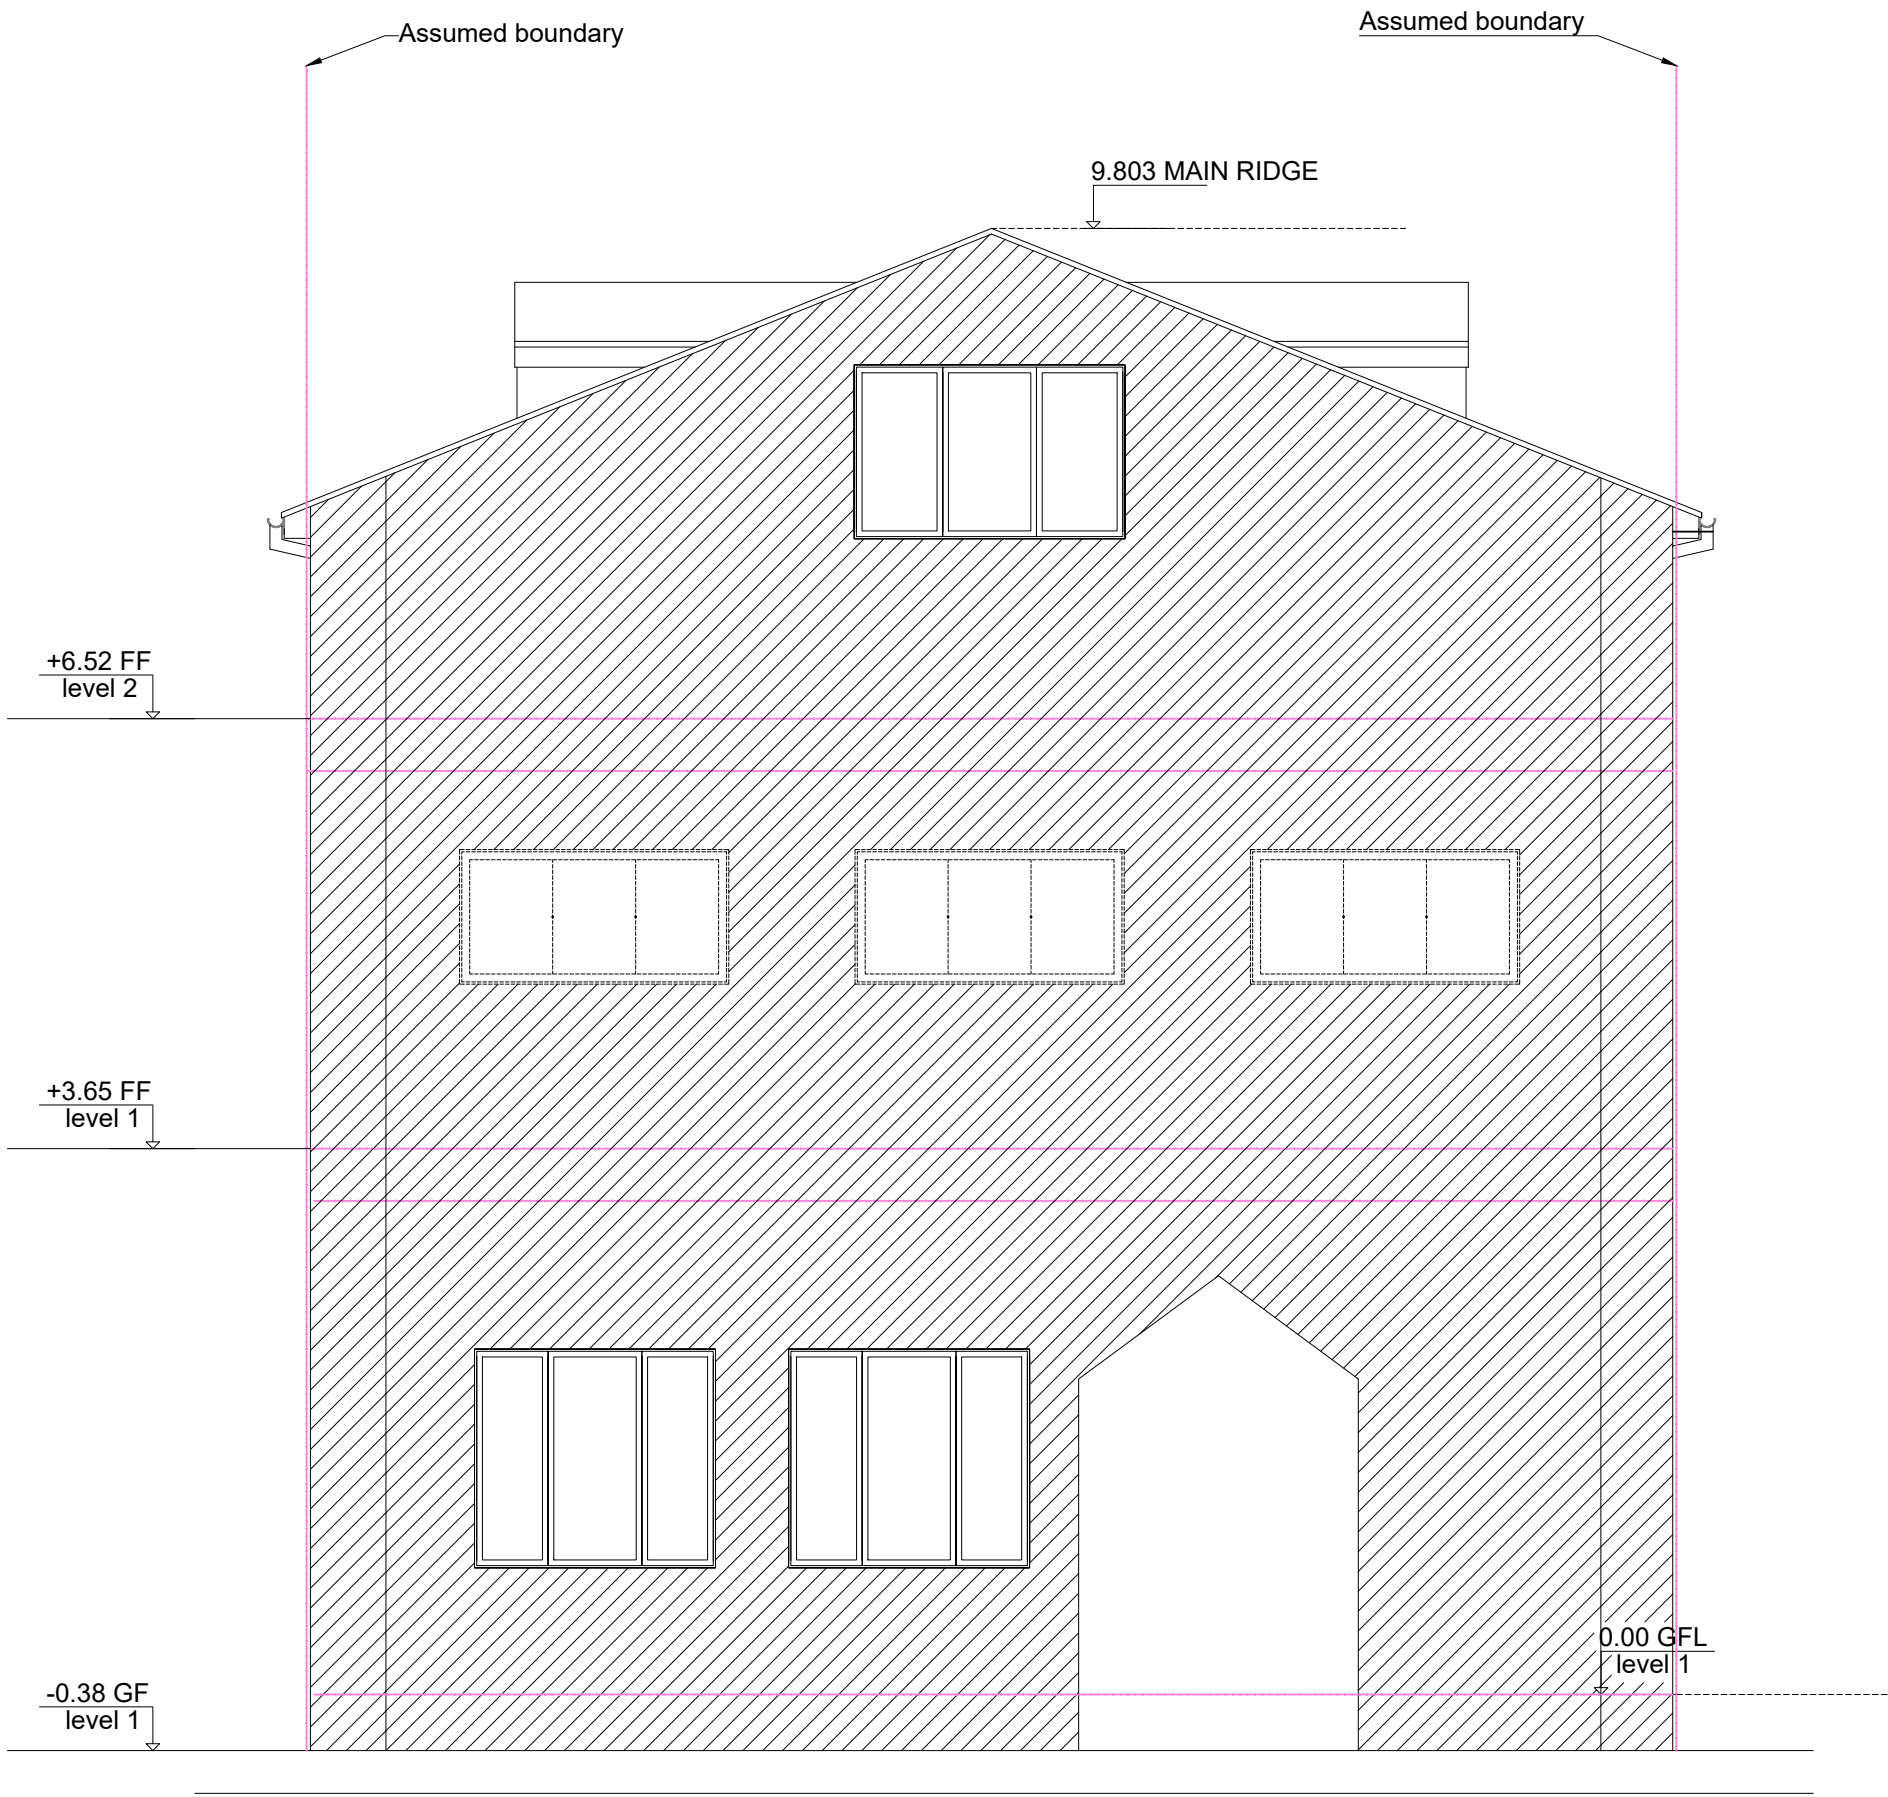 Assumed boundary
Assumed boundary
9.803 MAIN RIDGE
+6.52 FF
level 2
+3.65 FF
level 1
0.00 GFL
level 1
-0.38 GF
level 1